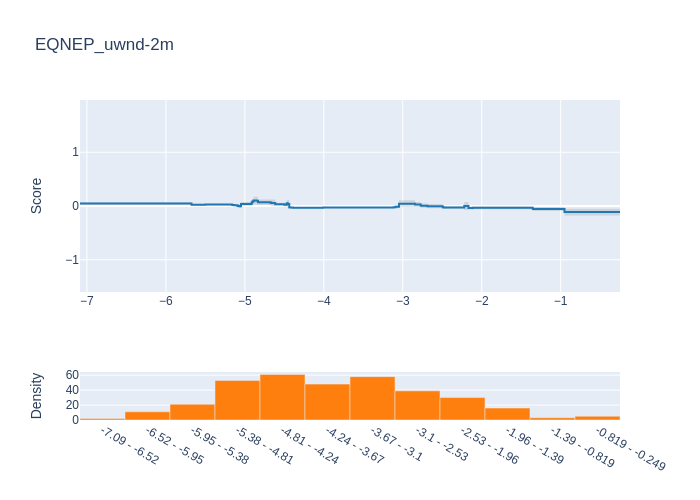 EQNEP_uwnd-2m
Score
1
0
−1
−7 −6 −5 −4 −3 −2 −1
Density
60
40
20
0
-7.09 - -6.52
-6.52 - -5.95
-5.95 - -5.38
-5.38 - -4.81
-4.81 - -4.24
-4.24 - -3.67
-3.67 - -3.1
-3.1 - -2.53
-2.53 - -1.96
-1.96 - -1.39
-1.39 - -0.819
-0.819 - -0.249